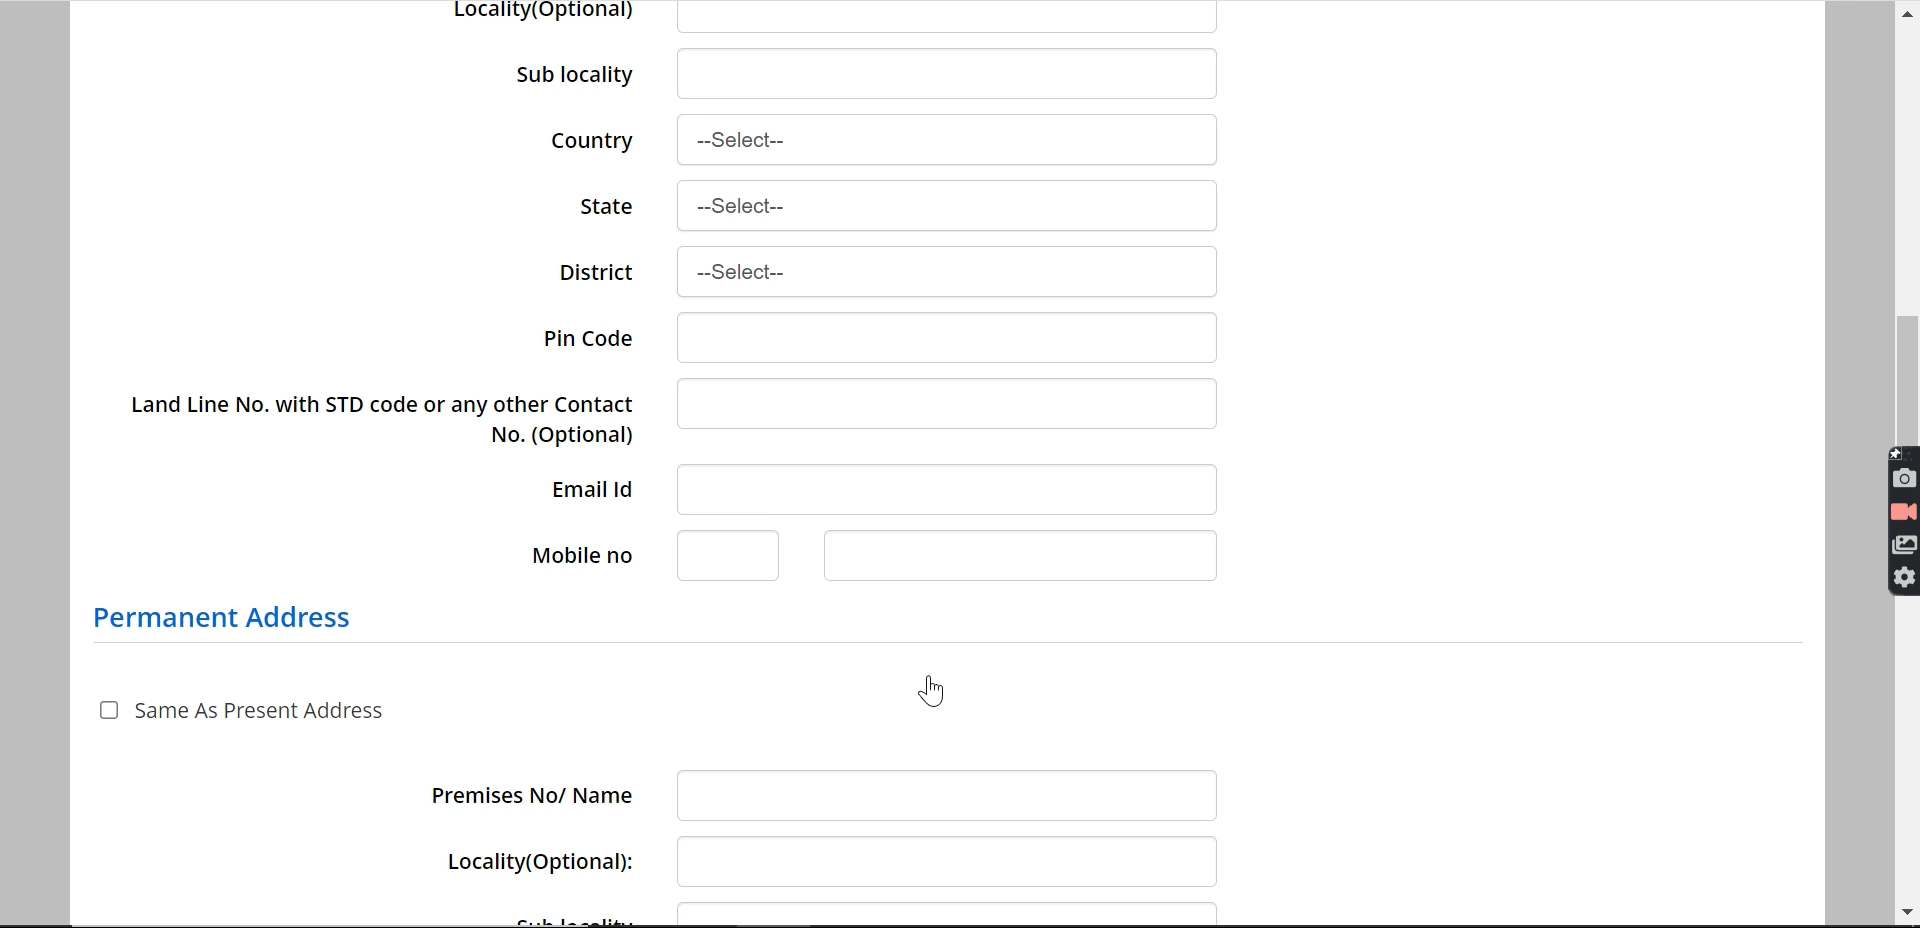 Locality(Optional)
Sub locality
Country
--Select--
State
--Select--
District
--Select--
Pin Code
Land Line No. with STD code or any other Contact
No. (Optional)
Email Id
Mobile no
Permanent Address
Same As Present Address
Premises No/ Name
Locality(Optional):
Sub locality